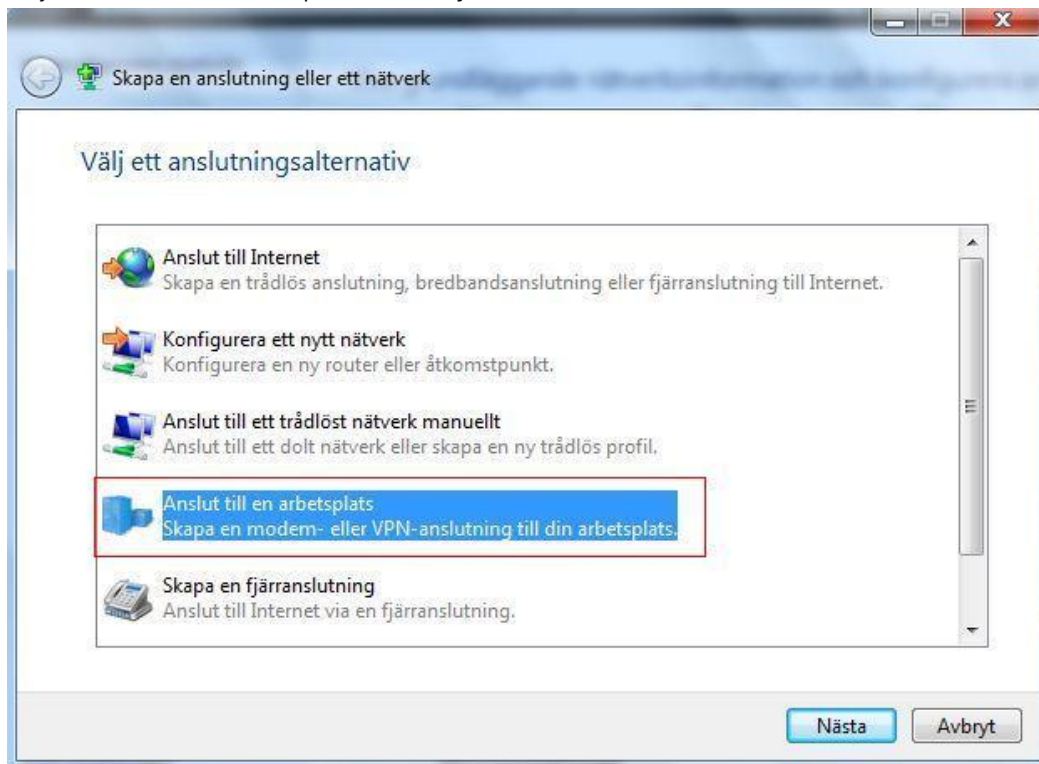 Skapa en anslutning eller ett nätverk
Välj ett anslutningsalternativ
Anslut till Internet
Skapa en trådlös anslutning, bredbandsanslutning eller fjärranslutning till Internet.
Konfigurera ett nytt nätverk
Konfigurera en ny router eller åtkomstpunkt.
Anslut till ett trådlöst nätverk manuellt
Anslut till ett dolt nätverk eller skapa en ny trådlös profil.
Anslut till en arbetsplats
Skapa en modem- eller VPN-anslutning till din arbetsplats.
Skapa en fjärranslutning
Anslut till Internet via en fjärranslutning.
Nästa
Avbryt